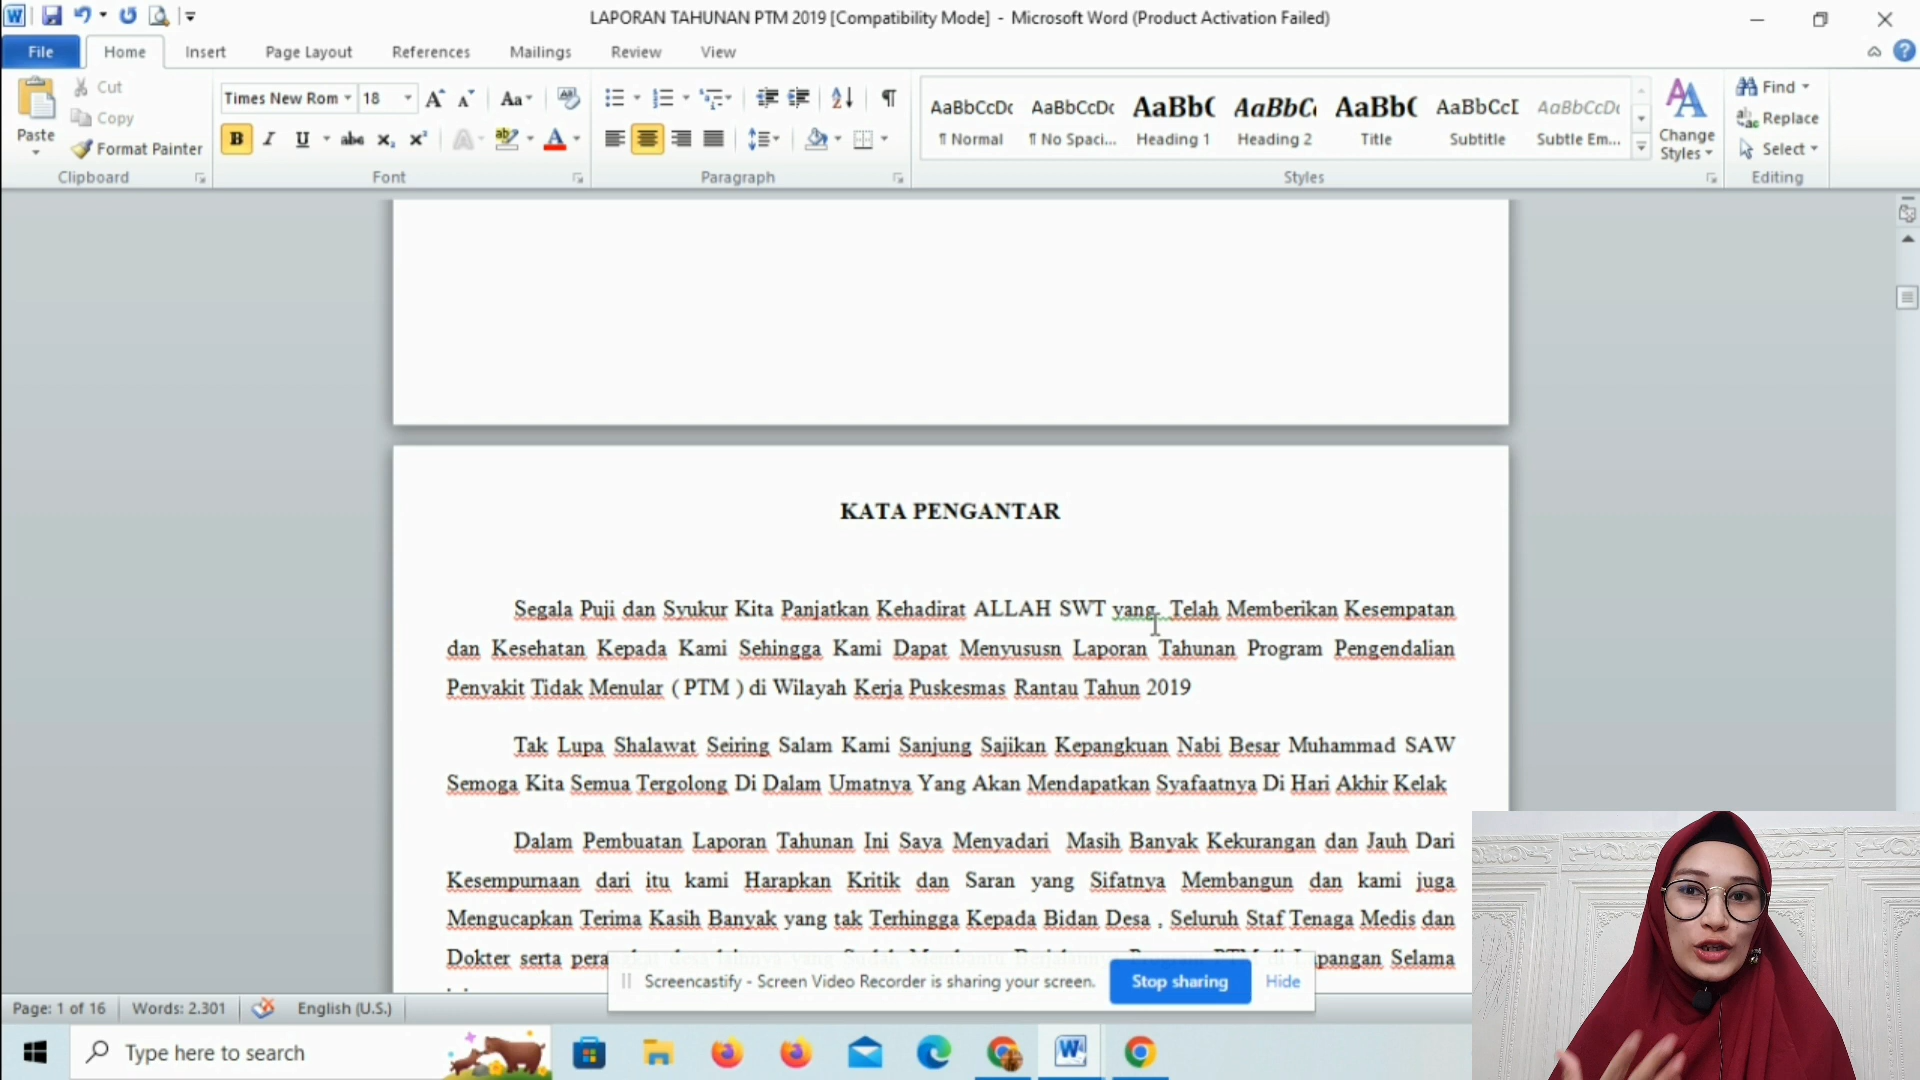 LAPORAN TAHUNAN PTM 2019 [Compatibility Mode] - Microsoft Word (Product Activation Failed)
File Home Insert Page Layout References Mailings Review View
Cut
Copy
Paste
Format Painter
Clipboard
Times New Rom 18
Font
Paragraph
AaBbCcDc AaBbCcDc AaBbC AaBbC AaBbC AaBbCcI AaBbCcDc
¶ Normal ¶ No Spaci... Heading 1 Heading 2 Title Subtitle Subtle Em...
Change
Styles
Styles
Find
Replace
Select
Editing
KATA PENGANTAR
Segala Puji dan Syukur Kita Panjatkan Kehadirat ALLAH SWT yang Telah Memberikan Kesempatan
dan Kesehatan Kepada Kami Sehingga Kami Dapat Menyususn Laporan Tahunan Program Pengendalian
Penyakit Tidak Menular ( PTM ) di Wilayah Kerja Puskesmas Rantau Tahun 2019
Tak Lupa Shalawat Seiring Salam Kami Sanjung Sajikan Kepangkuan Nabi Besar Muhammad SAW
Semoga Kita Semua Tergolong Di Dalam Umatnya Yang Akan Mendapatkan Syafaatnya Di Hari Akhir Kelak
Dalam Pembuatan Laporan Tahunan Ini Saya Menyadari Masih Banyak Kekurangan dan Jauh Dari
Kesempurnaan dari itu kami Harapkan Kritik dan Saran yang Sifatnya Membangun dan kami juga
Mengucapkan Terima Kasih Banyak yang tak Terhingga Kepada Bidan Desa , Seluruh Staf Tenaga Medis dan
Dokter serta Selama
Screencastify - Screen Video Recorder is sharing your screen. Stop sharing Hide
Page: 1 of 16 Words: 2.301 English (U.S.)
Type here to search